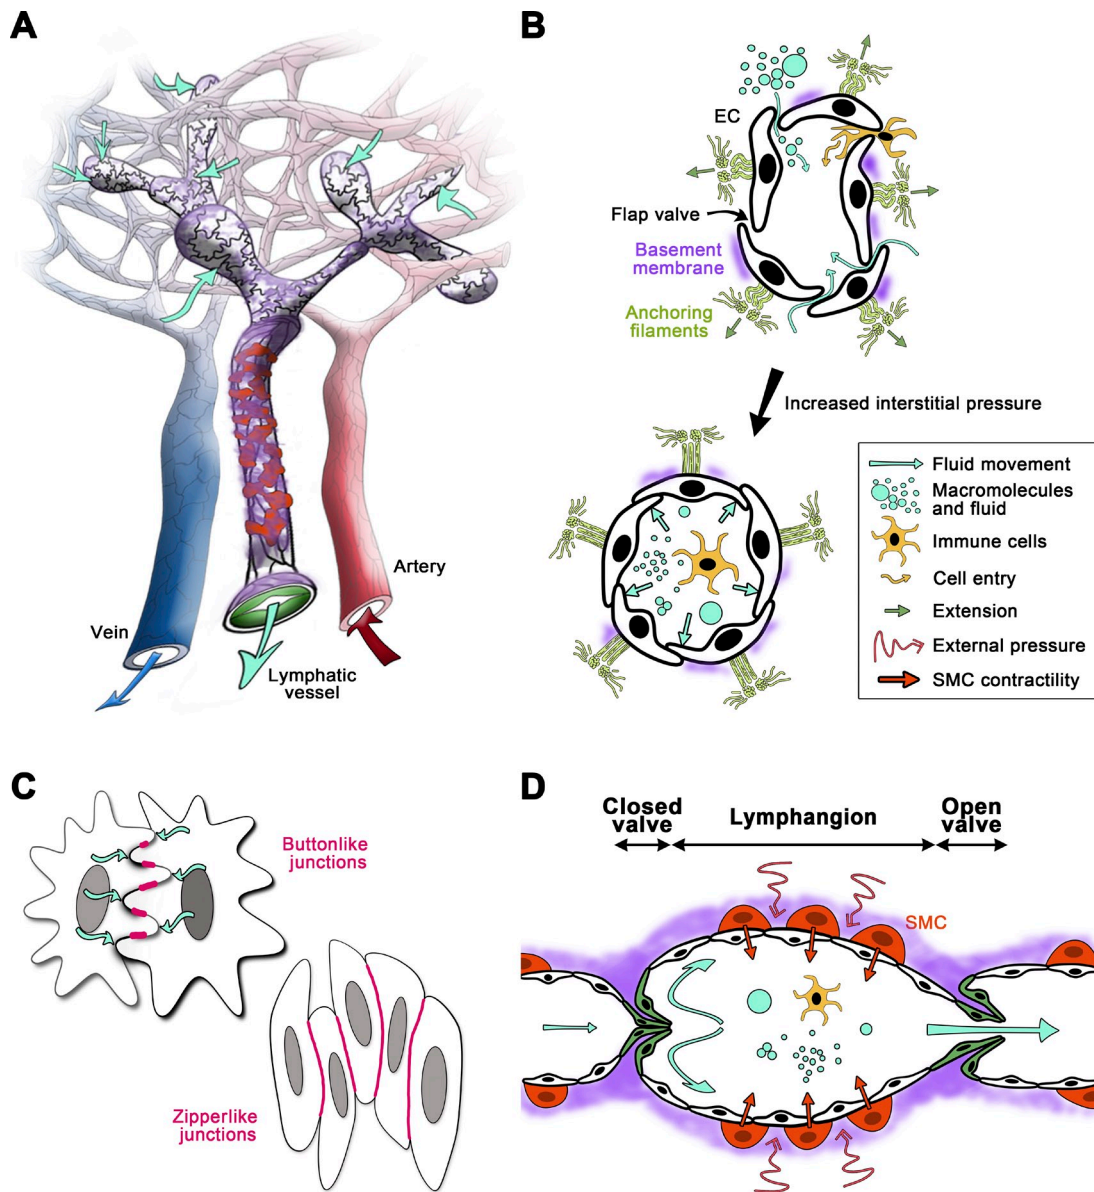 A
Vein
Lymphatic
vessel
Artery
B
EC
Flap valve
Basement
membrane
Anchoring
filaments
Increased interstitial pressure
Fluid movement
Macromolecules
and fluid
Immune cells
Cell entry
Extension
External pressure
SMC contractility
C
Buttonlike
junctions
Zipperlike
junctions
D
Closed
valve
Lymphangion
Open
valve
SMC